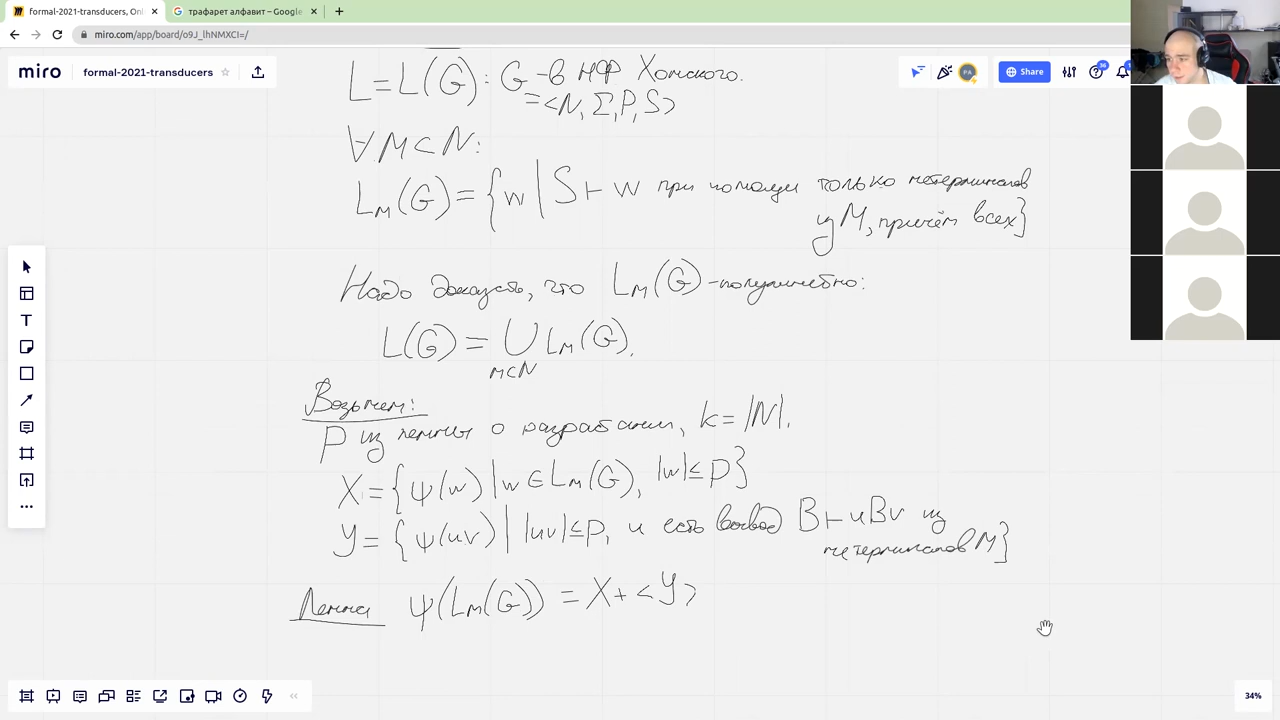 formal-2021-transducers, Onl
трафарет алфавит – Google
miro.com/app/board/o9J_lhNMXCI=/
miro
formal-2021-transducers
Share
L = L(G): G - в НФ Хомского.
= <N, Σ, P, S>
∀M⊂N:
L_M(G) = {w | S ⊢ w при помощи только нетерминалов
из M, причём всех}
Надо доказать, что L_M(G) - полулинейно:
L(G) = ∪ L_M(G).
M⊂N
Возьмем:
P из леммы о разрастании, k = |N|.
X = {ψ(w) | w ∈ L_M(G), |w| ≤ p}
Y = {ψ(uv) | |uv| ≤ p, и есть вывод B ⊢ uBv из
нетерминалов M}
Лемма ψ(L_M(G)) = X + <Y>
34%